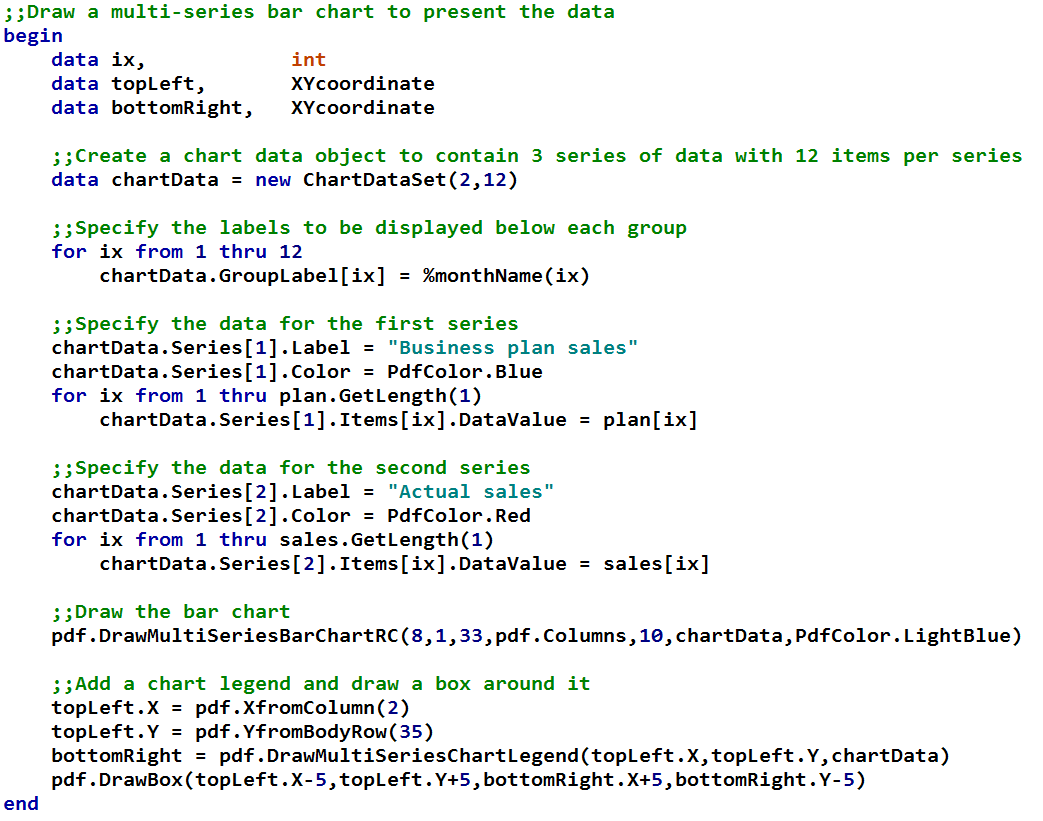 ;;Draw a multi-series bar chart to present the data
begin
    data ix,            int
    data topLeft,       XYcoordinate
    data bottomRight,   XYcoordinate

    ;;Create a chart data object to contain 3 series of data with 12 items per series
    data chartData = new ChartDataSet(2,12)

    ;;Specify the labels to be displayed below each group
    for ix from 1 thru 12
        chartData.GroupLabel[ix] = %monthName(ix)

    ;;Specify the data for the first series
    chartData.Series[1].Label = "Business plan sales"
    chartData.Series[1].Color = PdfColor.Blue
    for ix from 1 thru plan.GetLength(1)
        chartData.Series[1].Items[ix].DataValue = plan[ix]

    ;;Specify the data for the second series
    chartData.Series[2].Label = "Actual sales"
    chartData.Series[2].Color = PdfColor.Red
    for ix from 1 thru sales.GetLength(1)
        chartData.Series[2].Items[ix].DataValue = sales[ix]

    ;;Draw the bar chart
    pdf.DrawMultiSeriesBarChartRC(8,1,33,pdf.Columns,10,chartData,PdfColor.LightBlue)

    ;;Add a chart legend and draw a box around it
    topLeft.X = pdf.XfromColumn(2)
    topLeft.Y = pdf.YfromBodyRow(35)
    bottomRight = pdf.DrawMultiSeriesChartLegend(topLeft.X,topLeft.Y,chartData)
    pdf.DrawBox(topLeft.X-5,topLeft.Y+5,bottomRight.X+5,bottomRight.Y-5)
end